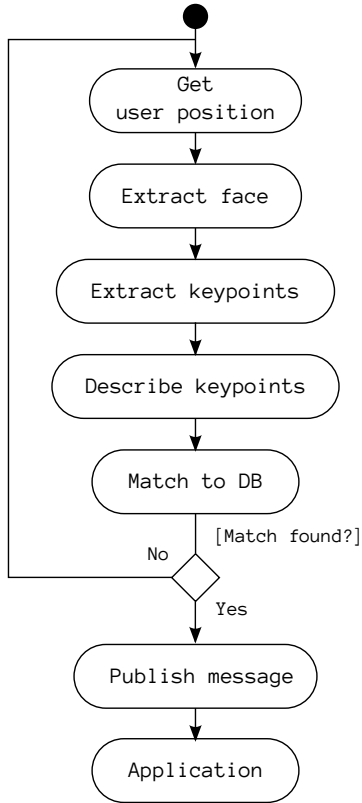 Get
user position
Extract face
Extract keypoints
Describe keypoints
Match to DB
[Match found?]
No
Yes
Publish message
Application